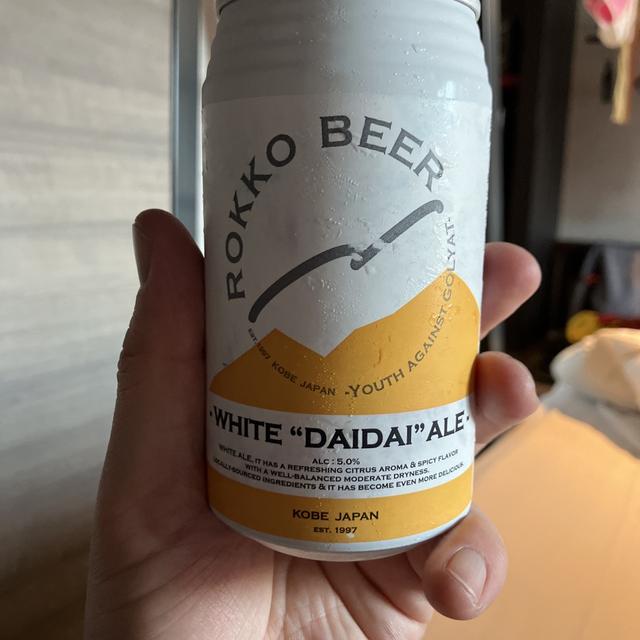 ROKKO BEER
EST. 1997 KOBE JAPAN -YOUTH AGAINST GOLYAT-
-WHITE "DAIDAI" ALE-
ALC : 5.0%
WHITE ALE, IT HAS A REFRESHING CITRUS AROMA & SPICY FLAVOR
WITH A WELL-BALANCED MODERATE DRYNESS.
LOCALLY-SOURCED INGREDIENTS & IT HAS BECOME EVEN MORE DELICIOUS.
KOBE JAPAN
EST. 1997